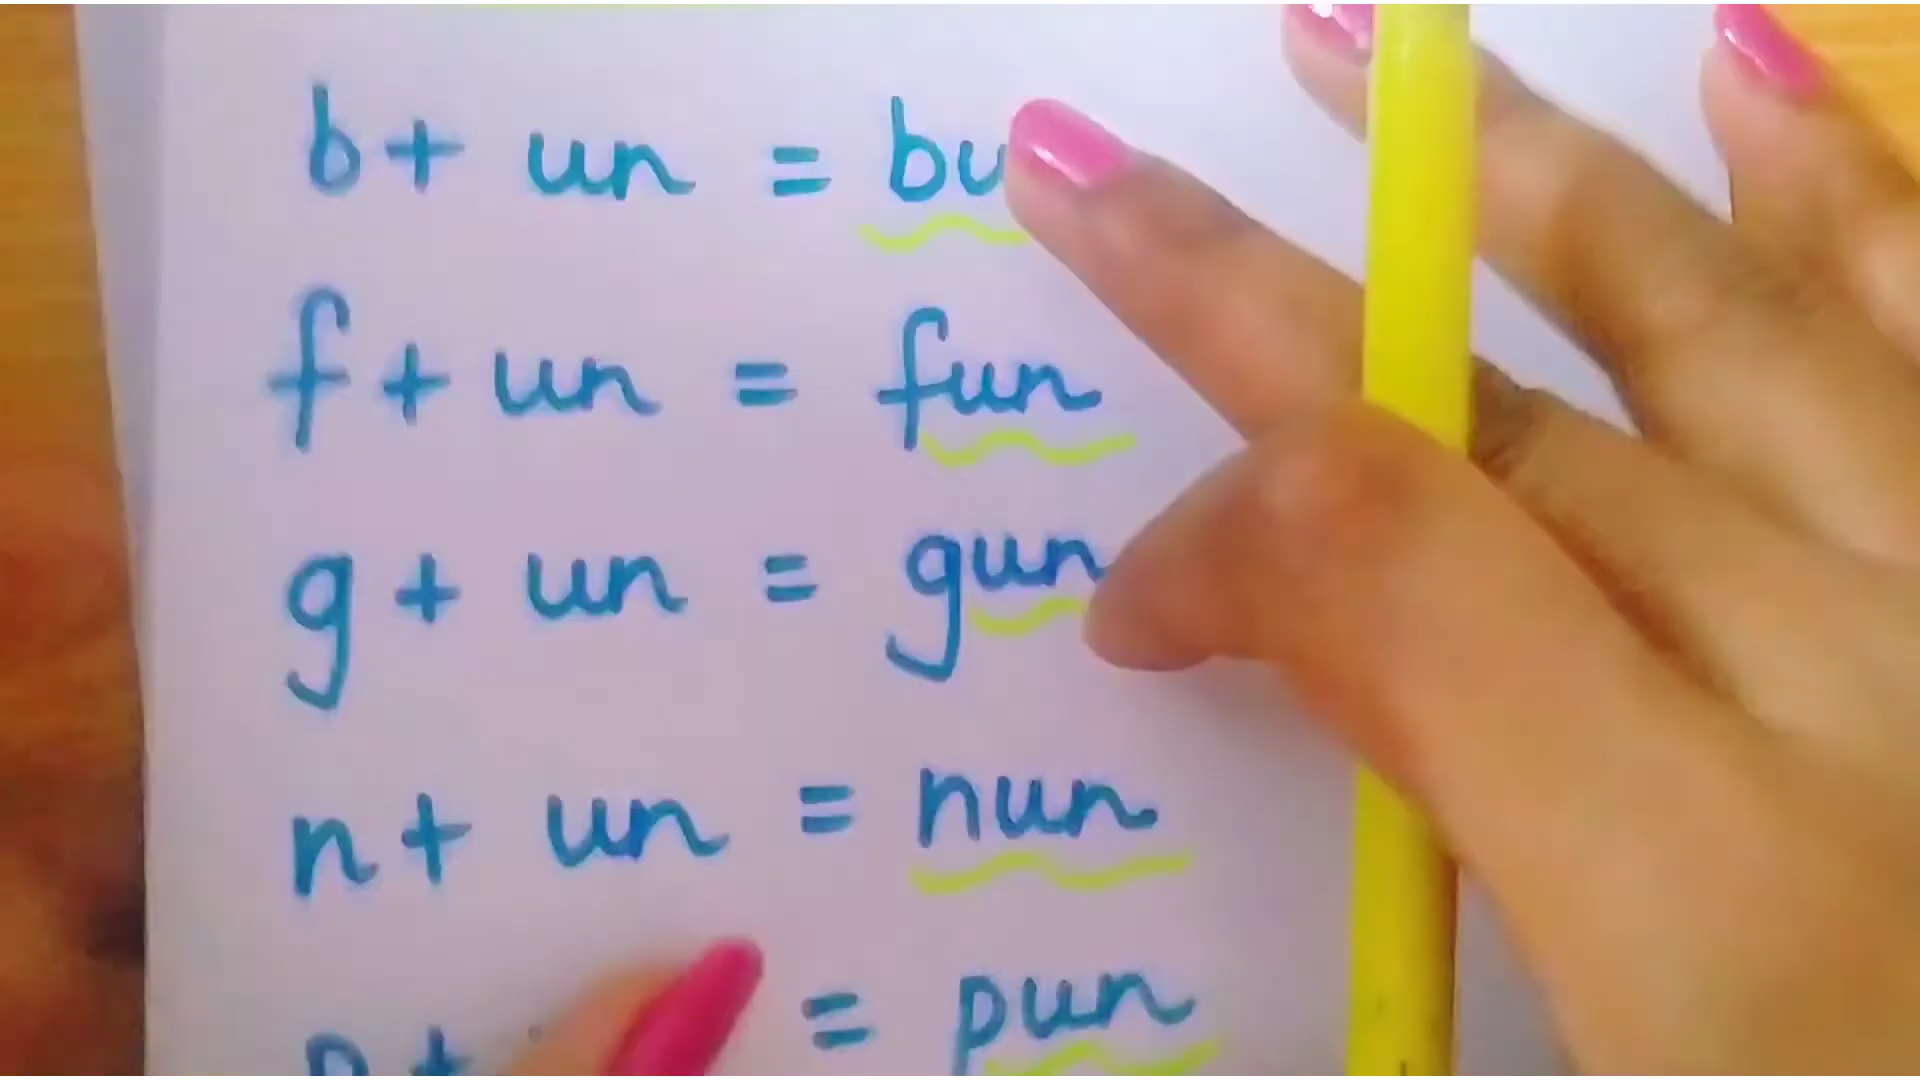 b + un = bu
f + un = fun
g + un = gun
n + un = nun
p + = pun